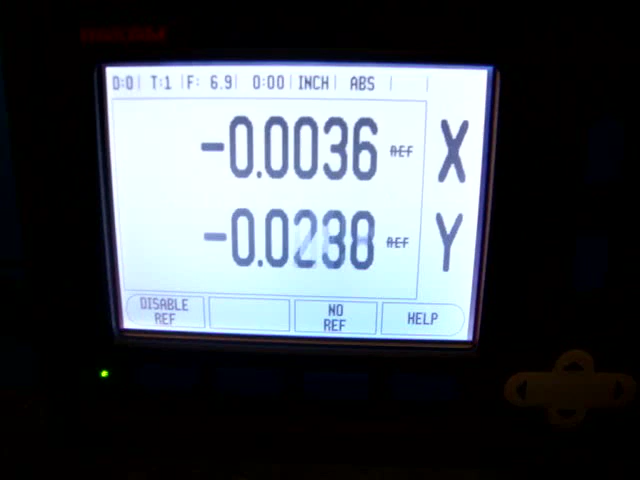 D:0 T:1 F: 6.9 0:00 INCH ABS
-0.0036 REF X
-0.0238 REF Y
DISABLE REF
NO REF
HELP